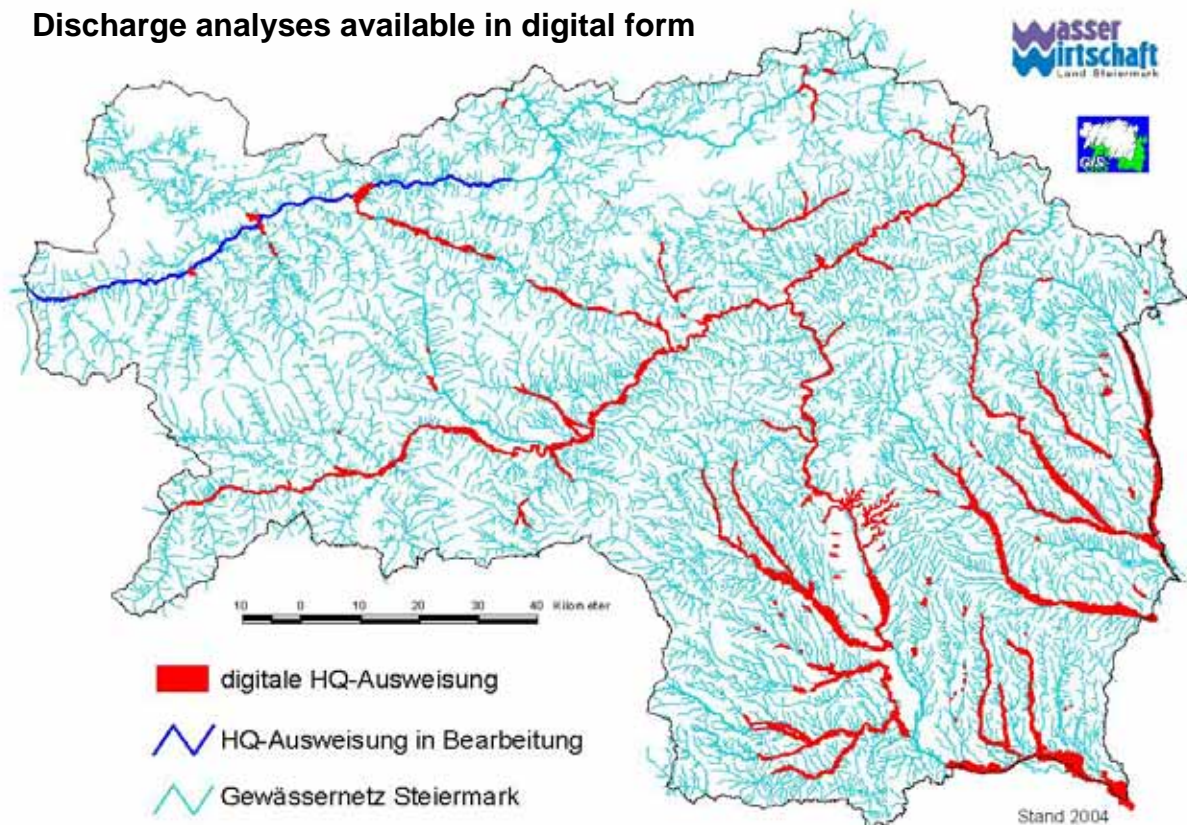 Discharge analyses available in digital form
Wasser
Wirtschaft
Land Steiermark
GIS
10 0 10 20 30 40 Kilometer
digitale HQ-Ausweisung
HQ-Ausweisung in Bearbeitung
Gewässernetz Steiermark
Stand 2004